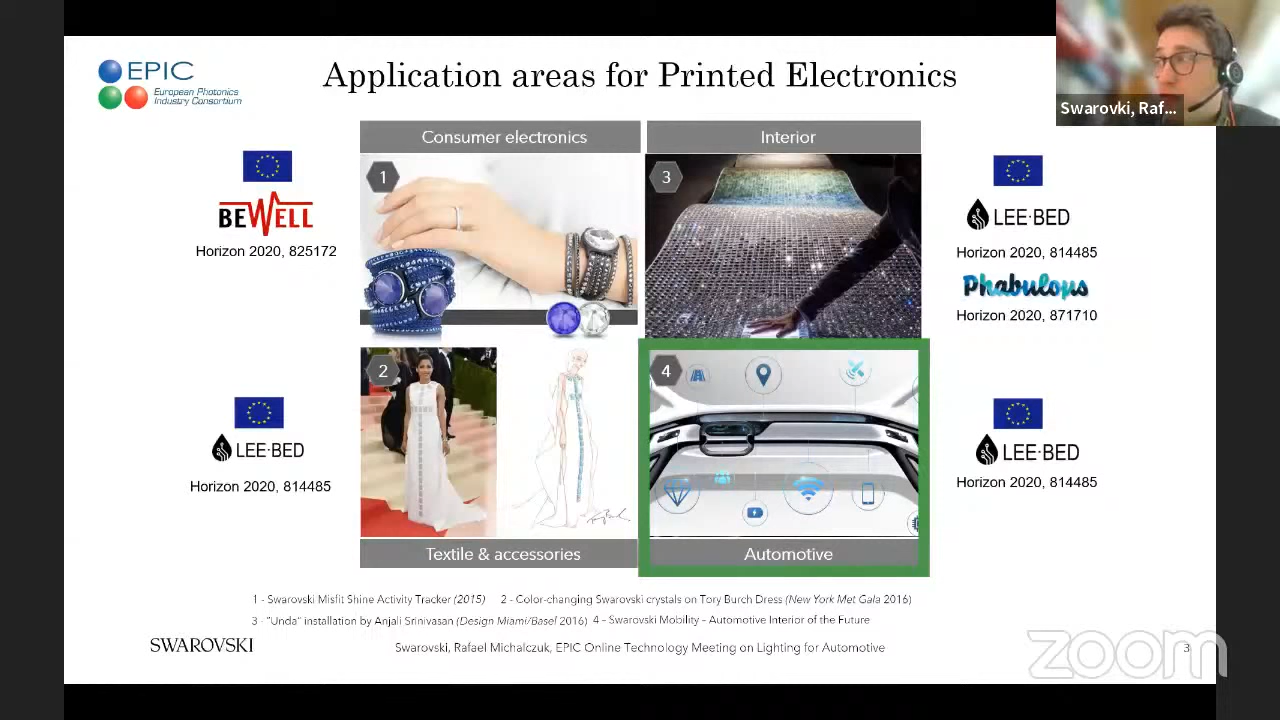 EPIC
European Photonics
Industry Consortium
Application areas for Printed Electronics
Swarovki, Raf...
Consumer electronics
Interior
1
3
BEWELL
Horizon 2020, 825172
LEE·BED
Horizon 2020, 814485
Phabulous
Horizon 2020, 871710
2
4
LEE·BED
Horizon 2020, 814485
LEE·BED
Horizon 2020, 814485
Textile & accessories
Automotive
1 - Swarovski Misfit Shine Activity Tracker (2015) 2 - Color-changing Swarovski crystals on Tory Burch Dress (New York Met Gala 2016)
3 - "Unda" installation by Anjali Srinivasan (Design Miami/Basel 2016) 4 – Swarovski Mobility – Automotive Interior of the Future
SWAROVSKI
Swarovski, Rafael Michalczuk, EPIC Online Technology Meeting on Lighting for Automotive
3
zoom